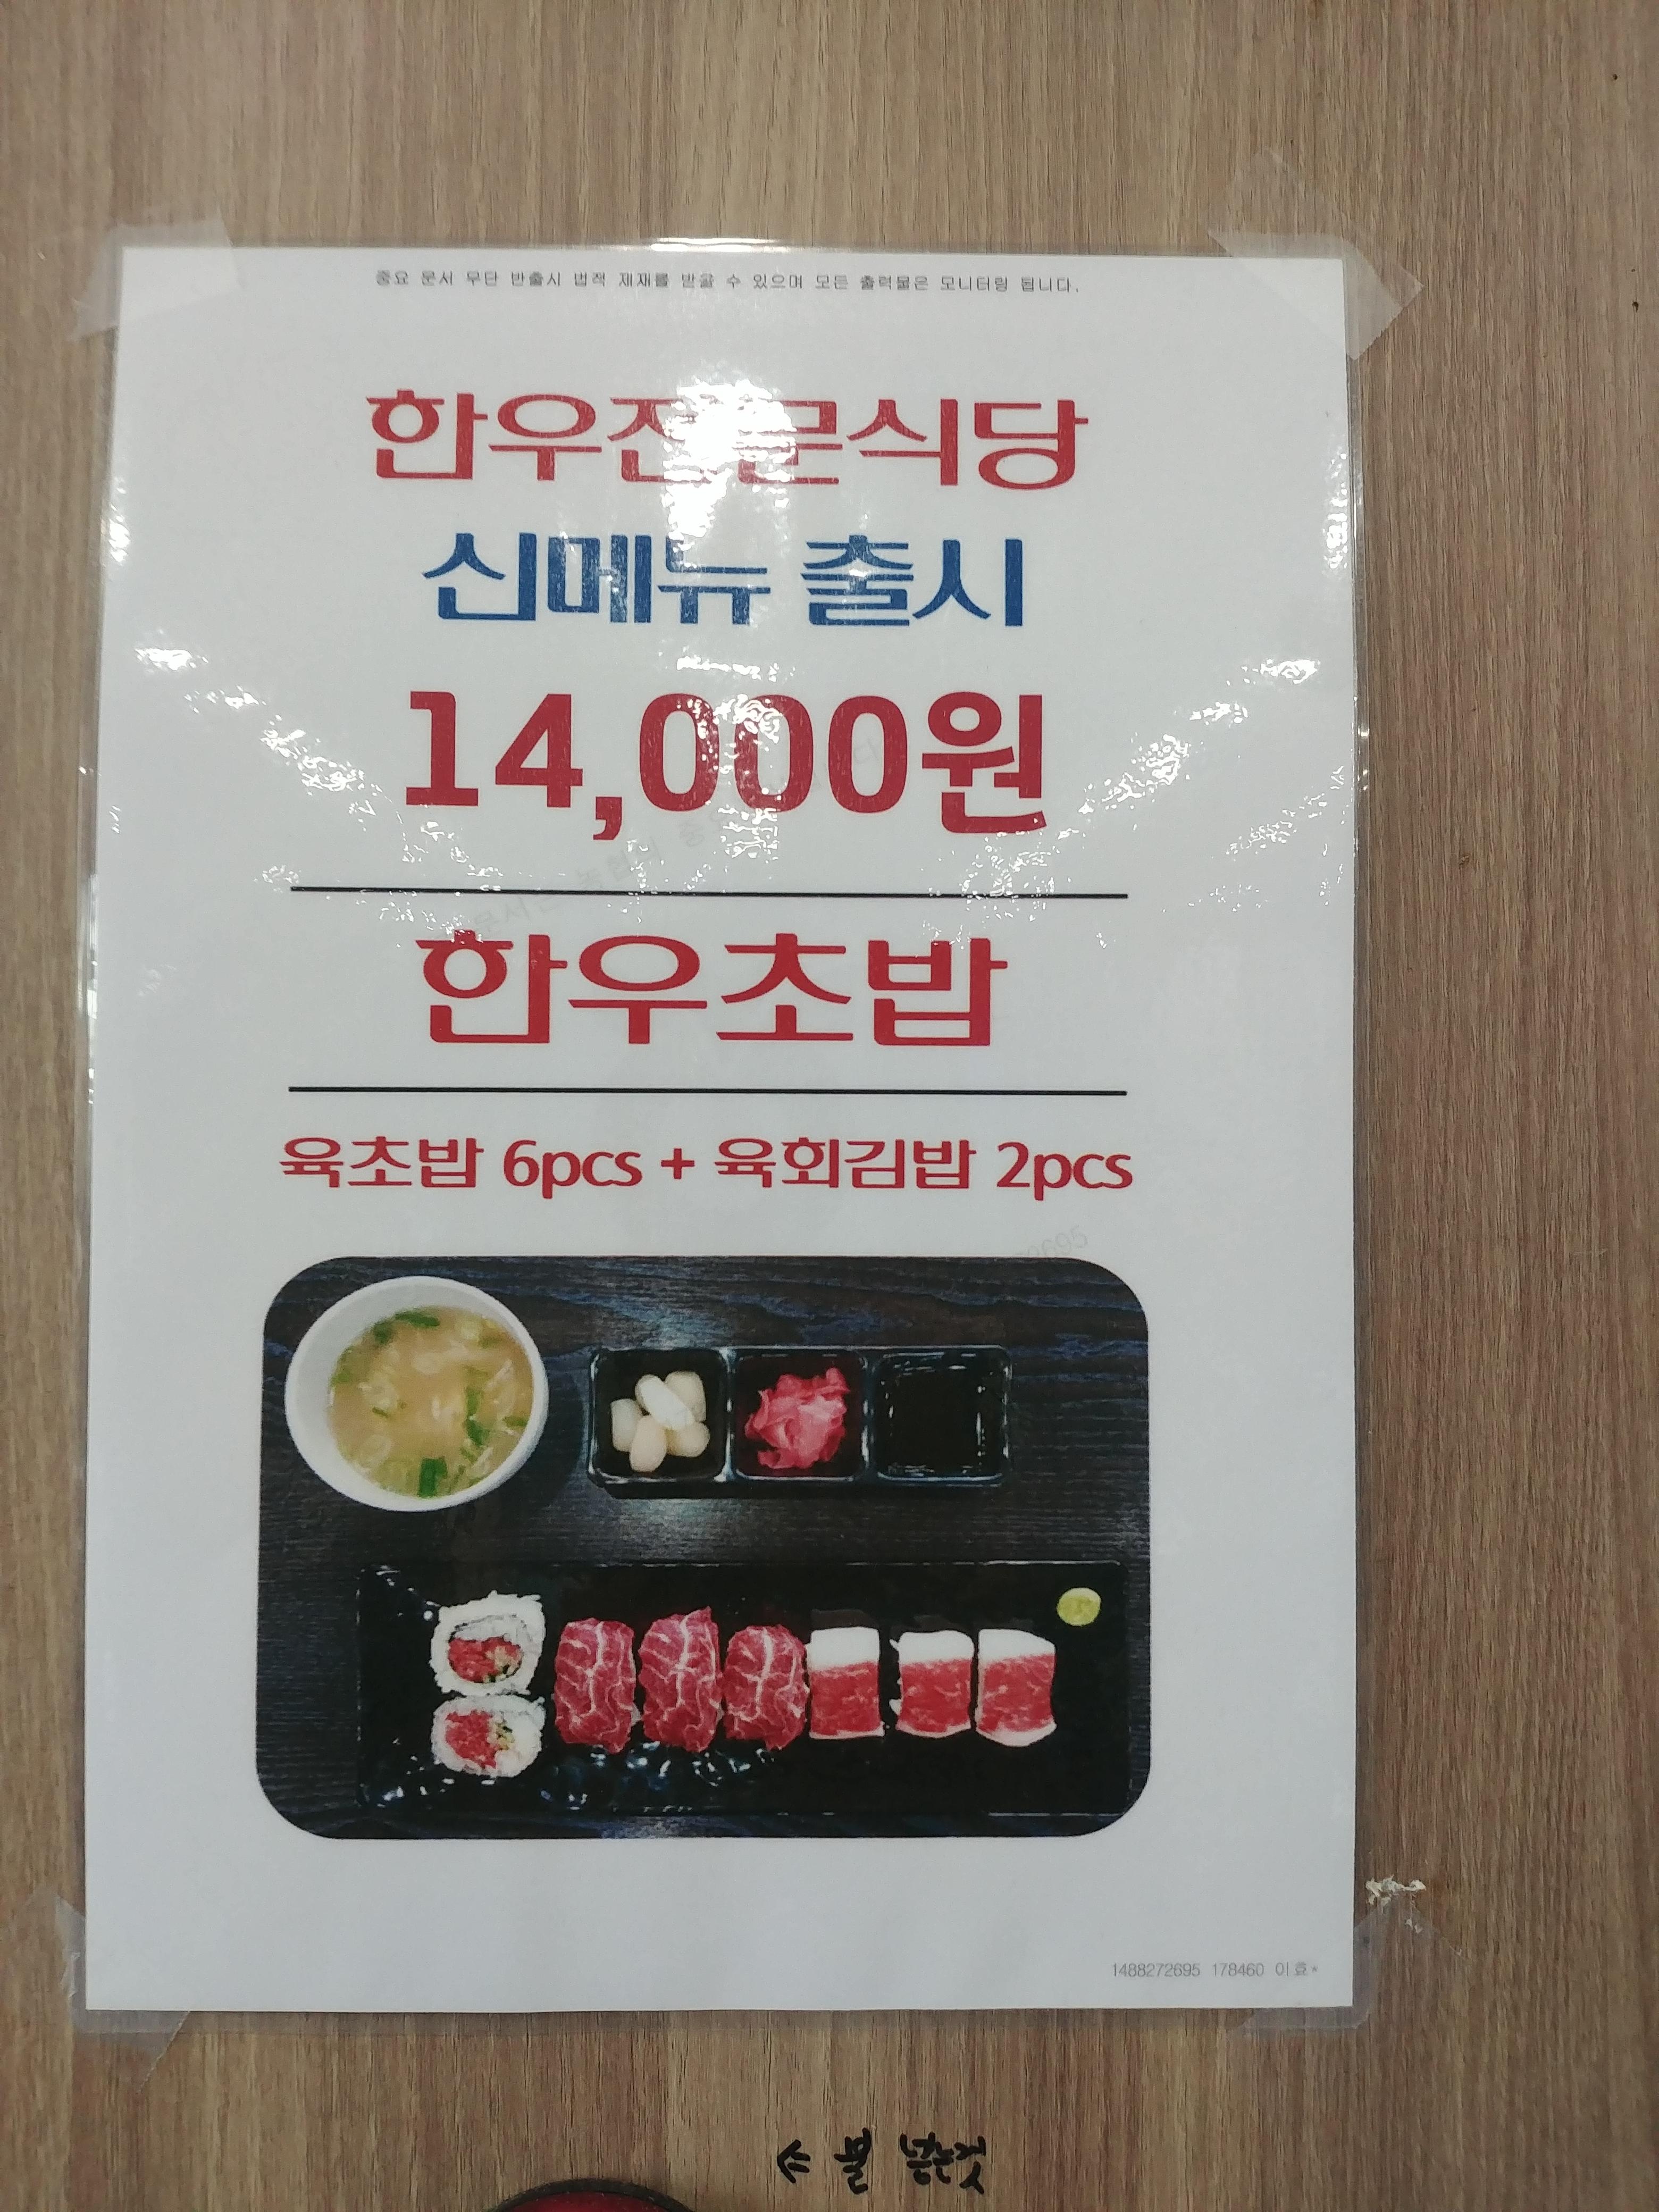 중요 문서 무단 반출시 법적 제재를 받을 수 있으며 모든 출력물은 모니터링 됩니다.
한우전문식당
신메뉴 출시
14,000원
한우초밥
육초밥 6pcs + 육회김밥 2pcs
1488272695 178460 이효*